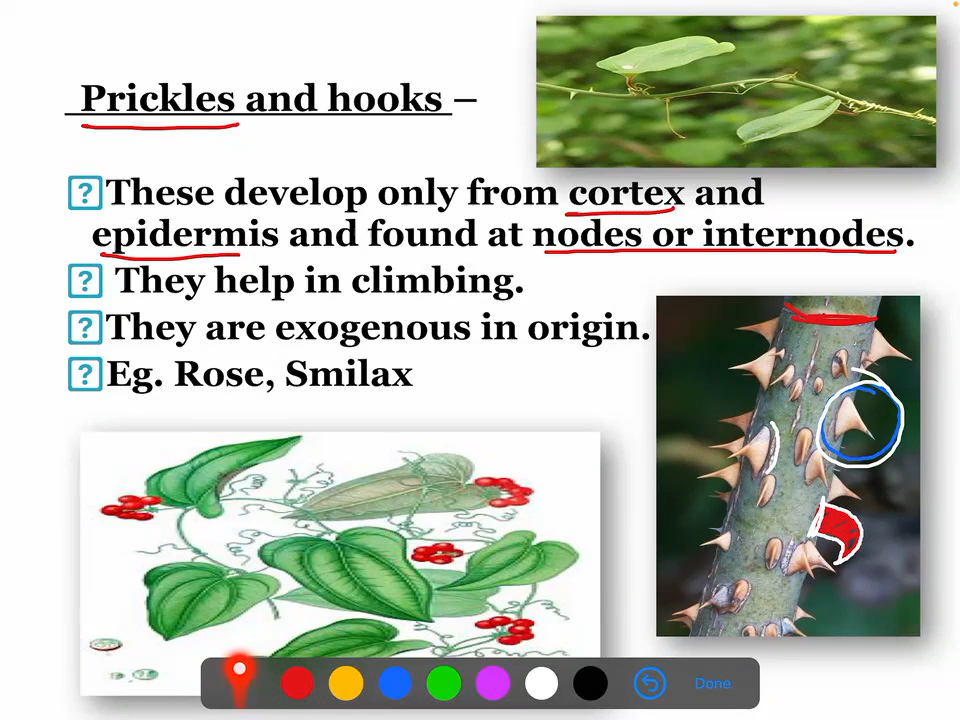 Prickles and hooks –
?These develop only from cortex and
epidermis and found at nodes or internodes.
? They help in climbing.
?They are exogenous in origin.
?Eg. Rose, Smilax
Done